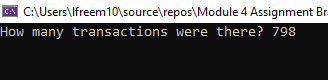 C:\Users\lfreem10\source\repos\Module 4 Assignment Br
How many transactions were there? 798